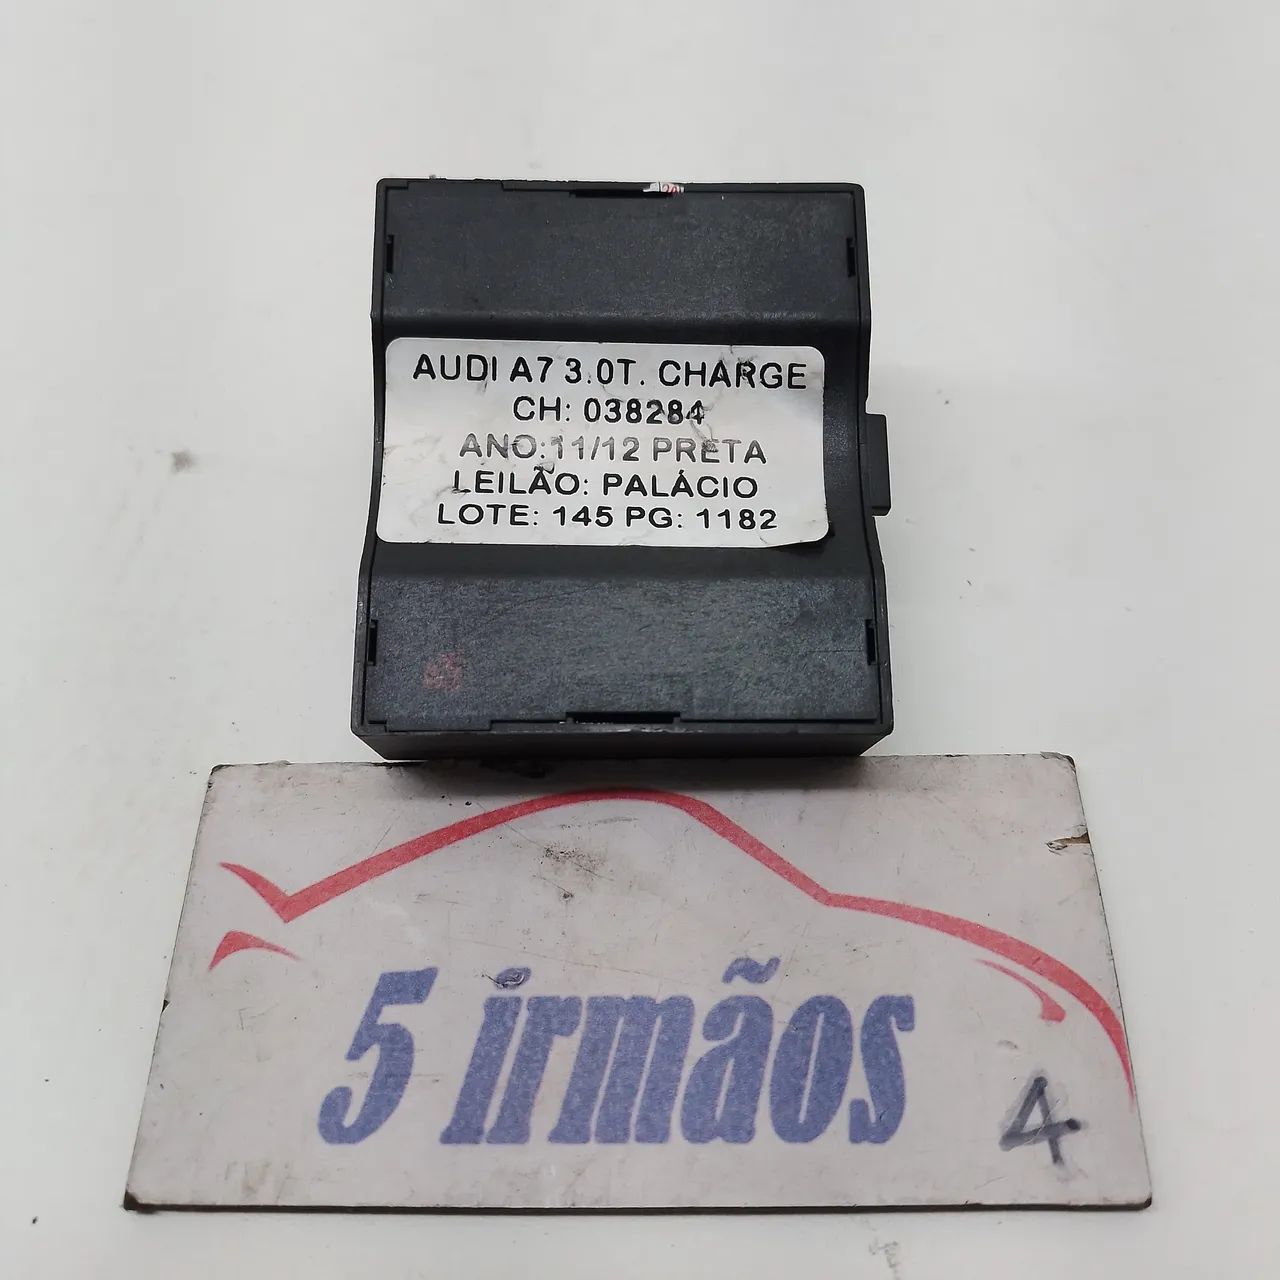 AUDI A7 3.0T. CHARGE
CH: 038284
ANO:11/12 PRETA
LEILÃO: PALÁCIO
LOTE: 145 PG: 1182
5 irmãos
4